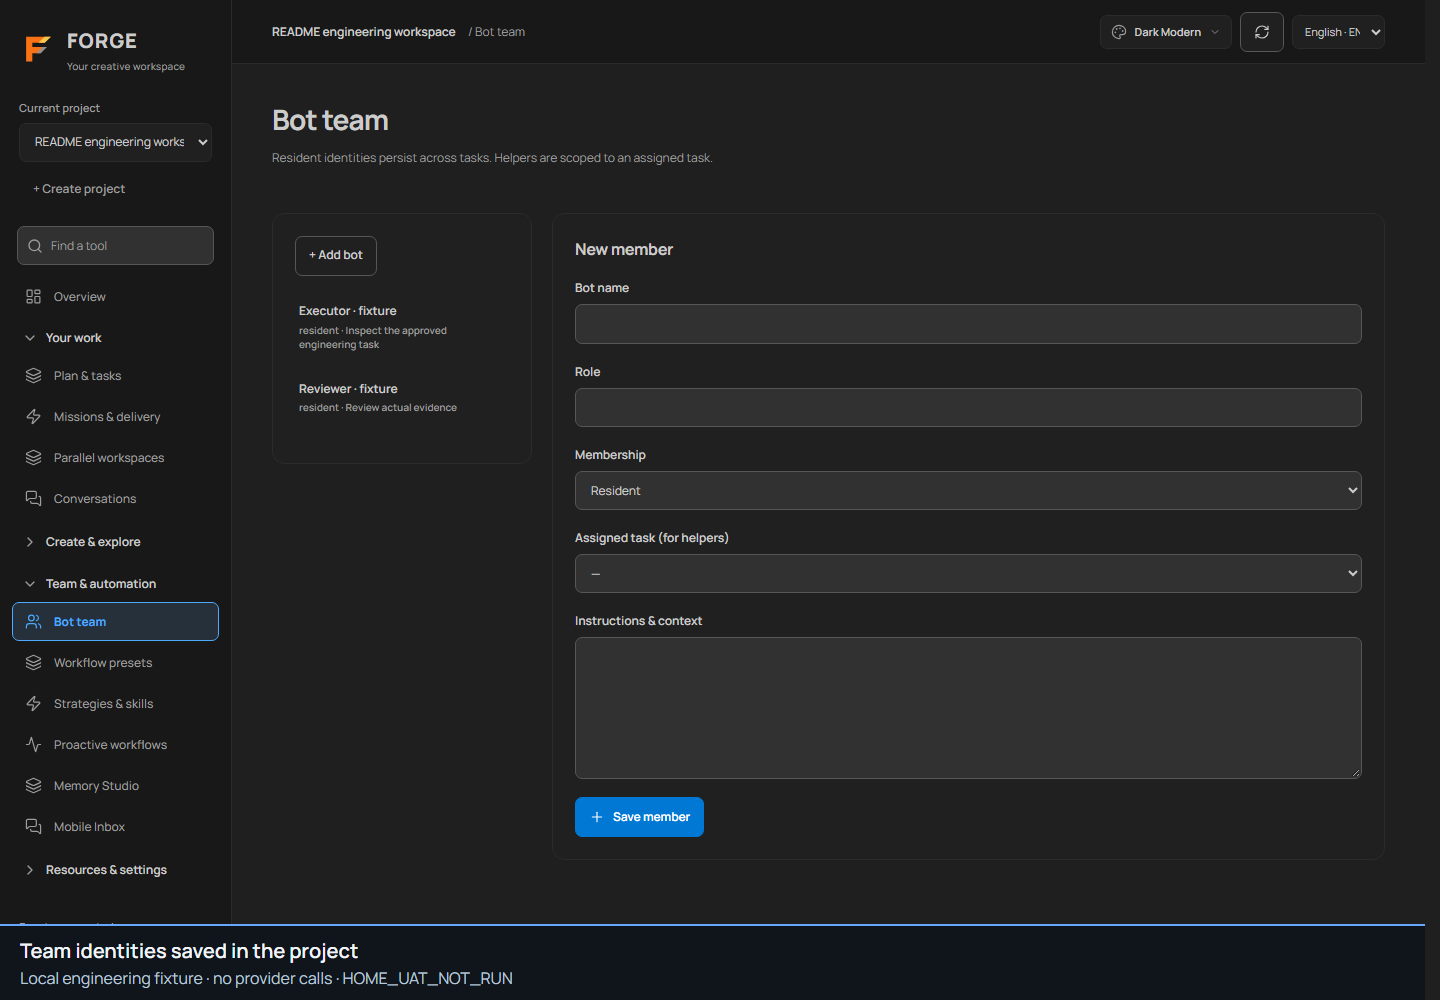 FORGE
Your creative workspace
Current project
README engineering works
+ Create project
Find a tool
Overview
Your work
Plan & tasks
Missions & delivery
Parallel workspaces
Conversations
Create & explore
Team & automation
Bot team
Workflow presets
Strategies & skills
Proactive workflows
Memory Studio
Mobile Inbox
Resources & settings
README engineering workspace / Bot team
Dark Modern
English · EN
Bot team
Resident identities persist across tasks. Helpers are scoped to an assigned task.
+ Add bot
Executor · fixture
resident · Inspect the approved
engineering task
Reviewer · fixture
resident · Review actual evidence
New member
Bot name
Role
Membership
Resident
Assigned task (for helpers)
—
Instructions & context
Save member
Team identities saved in the project
Local engineering fixture · no provider calls · HOME_UAT_NOT_RUN